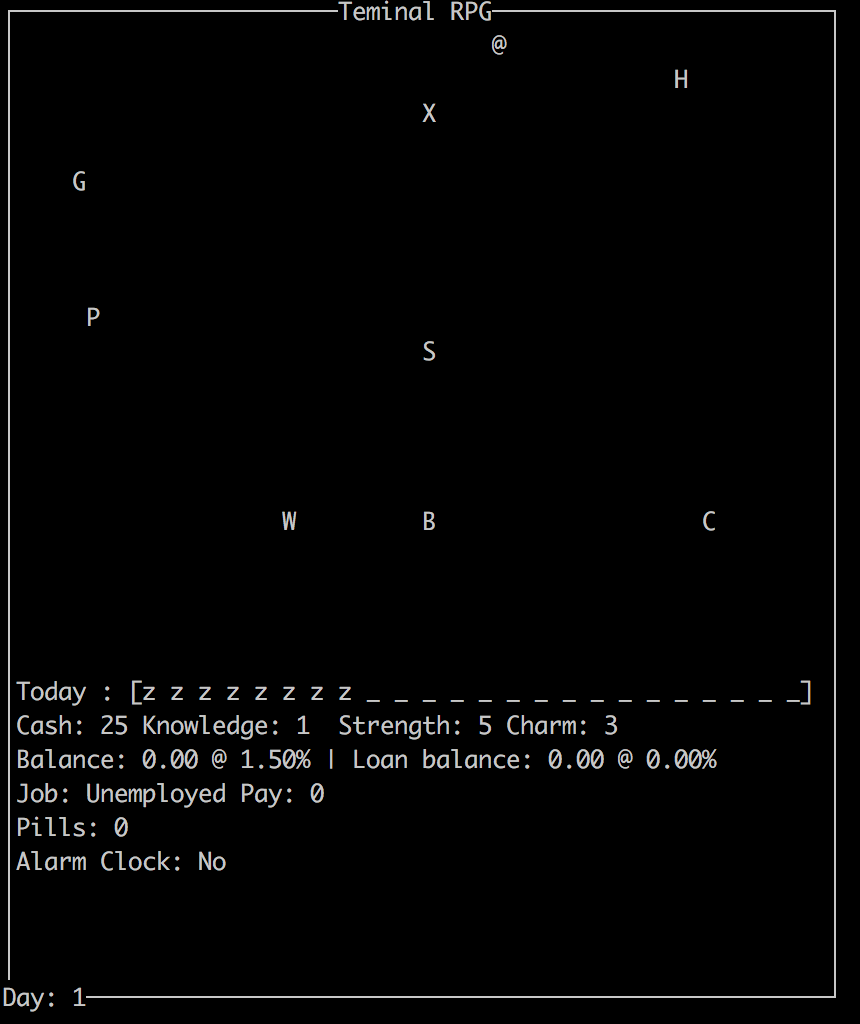 Teminal RPG
@
H
X
G
P
S
W B C
Today : [z z z z z z z z _ _ _ _ _ _ _ _ _ _ _ _ _ _ _ _]
Cash: 25 Knowledge: 1 Strength: 5 Charm: 3
Balance: 0.00 @ 1.50% | Loan balance: 0.00 @ 0.00%
Job: Unemployed Pay: 0
Pills: 0
Alarm Clock: No
Day: 1